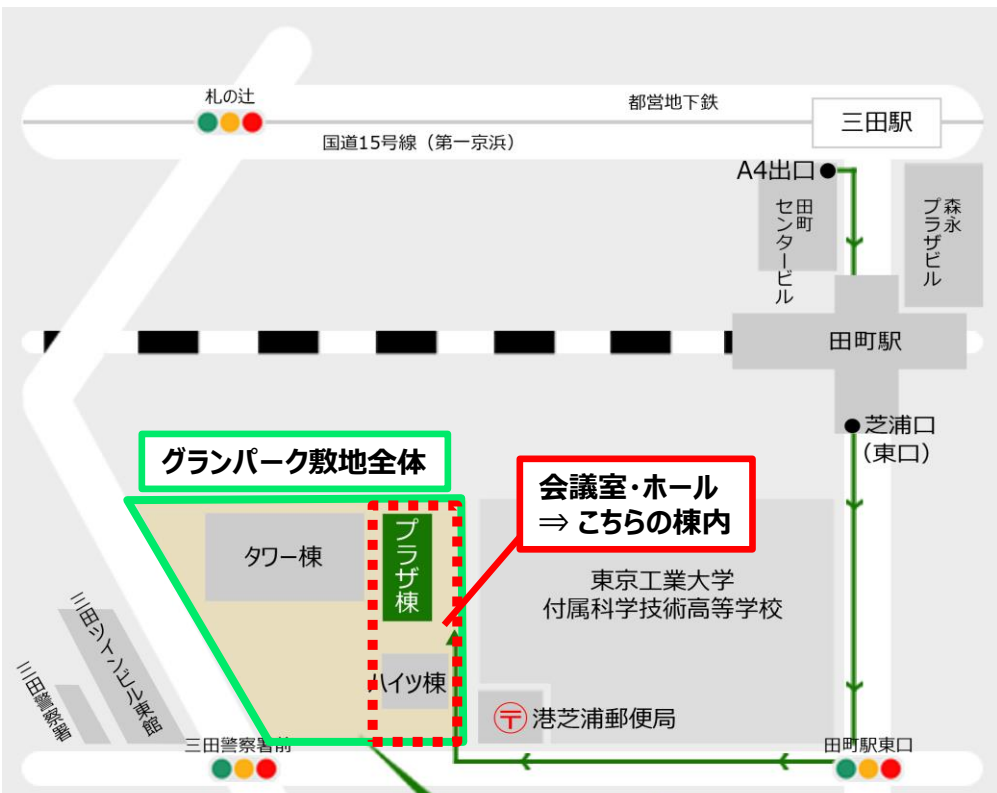 札の辻
都営地下鉄
三田駅
国道15号線（第一京浜）
A4出口
田町
センタービル
森永
プラザビル
田町駅
芝浦口
（東口）
グランパーク敷地全体
会議室・ホール
⇒ こちらの棟内
タワー棟
プラザ棟
東京工業大学
付属科学技術高等学校
ハイツ棟
三田ツインビル東館
三田警察署
〒港芝浦郵便局
三田警察署前
田町駅東口